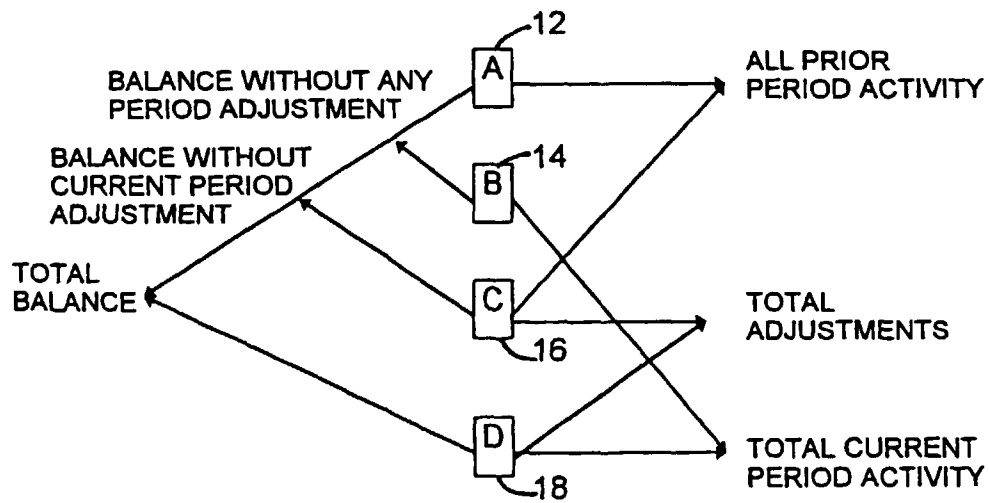 12
A
ALL PRIOR
PERIOD ACTIVITY
BALANCE WITHOUT ANY
PERIOD ADJUSTMENT
14
B
BALANCE WITHOUT
CURRENT PERIOD
ADJUSTMENT
TOTAL
BALANCE
C
16
TOTAL
ADJUSTMENTS
D
18
TOTAL CURRENT
PERIOD ACTIVITY